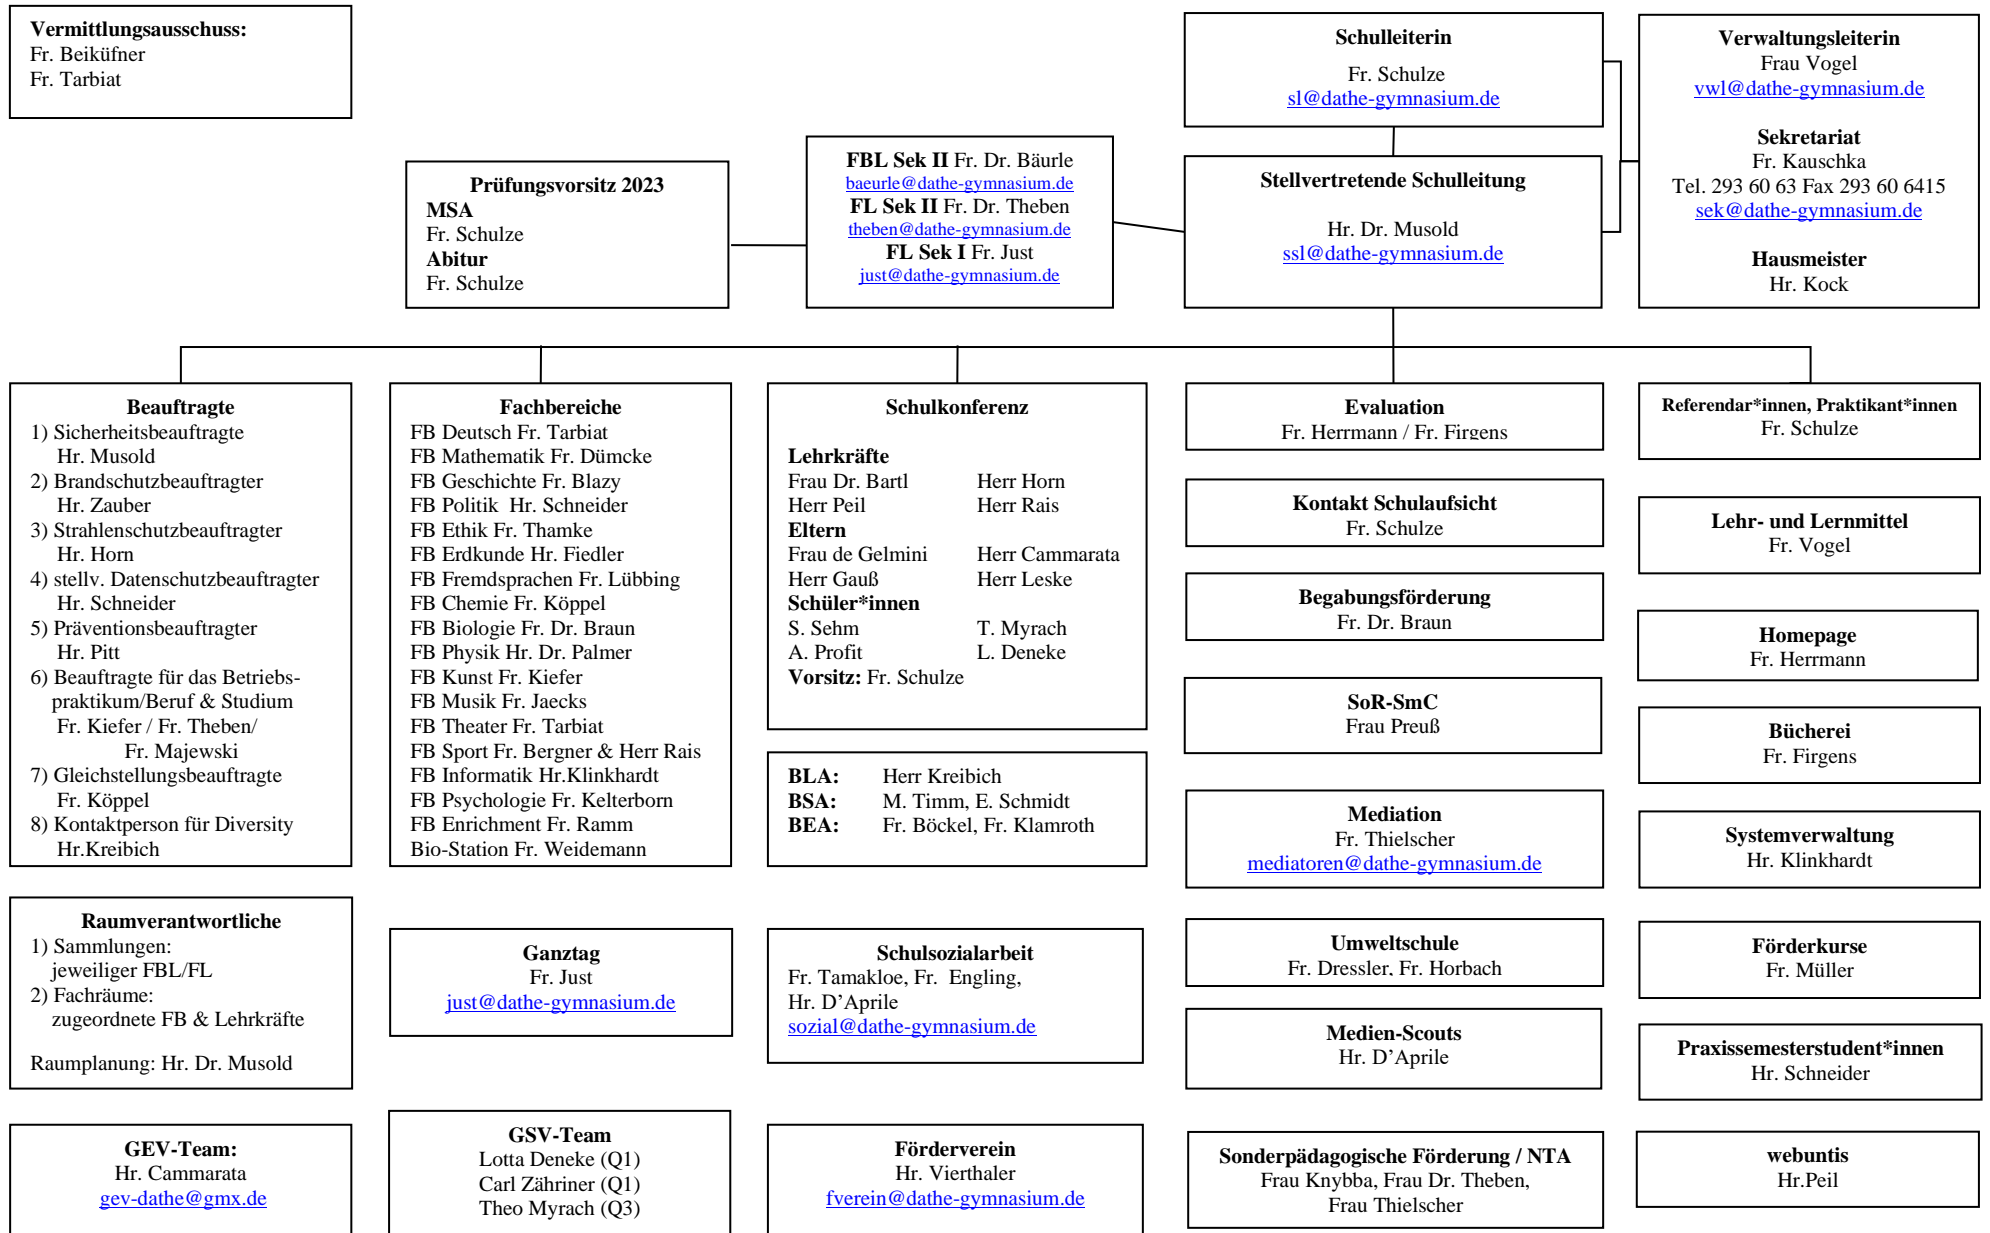 Vermittlungsausschuss:
Fr. Beiküfner
Fr. Tarbiat
Schulleiterin
Fr. Schulze
sl@dathe-gymnasium.de
Verwaltungsleiterin
Frau Vogel
vwl@dathe-gymnasium.de
Sekretariat
Fr. Kauschka
Tel. 293 60 63 Fax 293 60 6415
sek@dathe-gymnasium.de
Hausmeister
Hr. Kock
Prüfungsvorsitz 2023
MSA
Fr. Schulze
Abitur
Fr. Schulze
FBL Sek II Fr. Dr. Bäurle
baeurle@dathe-gymnasium.de
FL Sek II Fr. Dr. Theben
theben@dathe-gymnasium.de
FL Sek I Fr. Just
just@dathe-gymnasium.de
Stellvertretende Schulleitung
Hr. Dr. Musold
ssl@dathe-gymnasium.de
Beauftragte
1) Sicherheitsbeauftragte
Hr. Musold
2) Brandschutzbeauftragter
Hr. Zauber
3) Strahlenschutzbeauftragter
Hr. Horn
4) stellv. Datenschutzbeauftragter
Hr. Schneider
5) Präventionsbeauftragter
Hr. Pitt
6) Beauftragte für das Betriebs-
praktikum/Beruf & Studium
Fr. Kiefer / Fr. Theben/
Fr. Majewski
7) Gleichstellungsbeauftragte
Fr. Köppel
8) Kontaktperson für Diversity
Hr.Kreibich
Fachbereiche
FB Deutsch Fr. Tarbiat
FB Mathematik Fr. Dümcke
FB Geschichte Fr. Blazy
FB Politik  Hr. Schneider
FB Ethik Fr. Thamke
FB Erdkunde Hr. Fiedler
FB Fremdsprachen Fr. Lübbing
FB Chemie Fr. Köppel
FB Biologie Fr. Dr. Braun
FB Physik Hr. Dr. Palmer
FB Kunst Fr. Kiefer
FB Musik Fr. Jaecks
FB Theater Fr. Tarbiat
FB Sport Fr. Bergner & Herr Rais
FB Informatik Hr.Klinkhardt
FB Psychologie Fr. Kelterborn
FB Enrichment Fr. Ramm
Bio-Station Fr. Weidemann
Schulkonferenz
Lehrkräfte
Frau Dr. Bartl Herr Horn
Herr Peil Herr Rais
Eltern
Frau de Gelmini Herr Cammarata
Herr Gauß Herr Leske
Schüler*innen
S. Sehm T. Myrach
A. Profit L. Deneke
Vorsitz: Fr. Schulze
BLA: Herr Kreibich
BSA: M. Timm, E. Schmidt
BEA: Fr. Böckel, Fr. Klamroth
Evaluation
Fr. Herrmann / Fr. Firgens
Kontakt Schulaufsicht
Fr. Schulze
Begabungsförderung
Fr. Dr. Braun
SoR-SmC
Frau Preuß
Mediation
Fr. Thielscher
mediatoren@dathe-gymnasium.de
Referendar*innen, Praktikant*innen
Fr. Schulze
Lehr- und Lernmittel
Fr. Vogel
Homepage
Fr. Herrmann
Bücherei
Fr. Firgens
Systemverwaltung
Hr. Klinkhardt
Raumverantwortliche
1) Sammlungen:
jeweiliger FBL/FL
2) Fachräume:
zugeordnete FB & Lehrkräfte
Raumplanung: Hr. Dr. Musold
Ganztag
Fr. Just
just@dathe-gymnasium.de
Schulsozialarbeit
Fr. Tamakloe, Fr.  Engling,
Hr. D’Aprile
sozial@dathe-gymnasium.de
Umweltschule
Fr. Dressler, Fr. Horbach
Medien-Scouts
Hr. D’Aprile
Förderkurse
Fr. Müller
Praxissemesterstudent*innen
Hr. Schneider
GEV-Team:
Hr. Cammarata
gev-dathe@gmx.de
GSV-Team
Lotta Deneke (Q1)
Carl Zähriner (Q1)
Theo Myrach (Q3)
Förderverein
Hr. Vierthaler
fverein@dathe-gymnasium.de
Sonderpädagogische Förderung / NTA
Frau Knybba, Frau Dr. Theben,
Frau Thielscher
webuntis
Hr.Peil